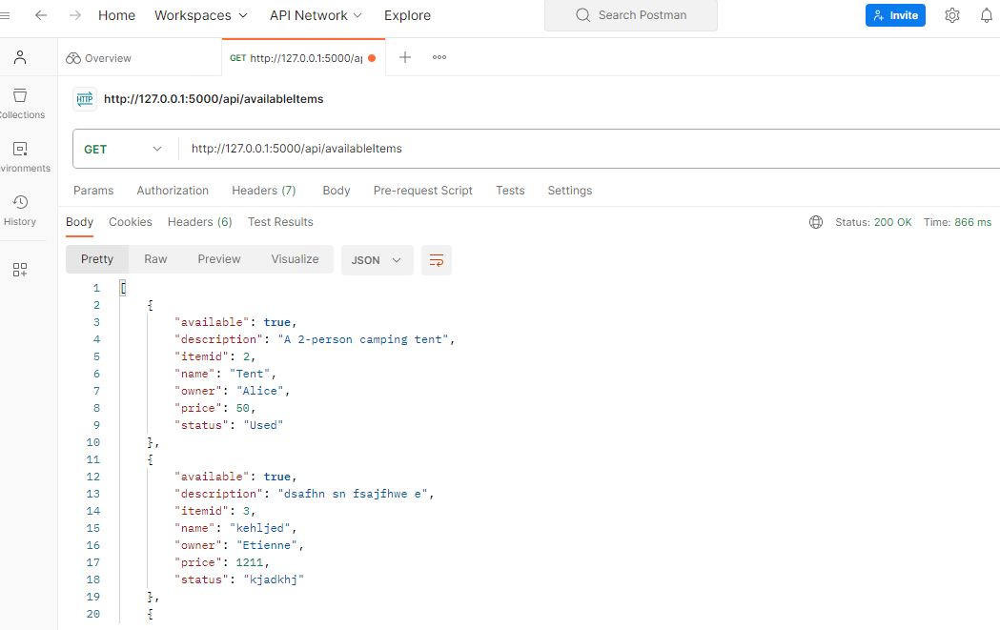 Home Workspaces API Network Explore Search Postman Invite
Overview GET http://127.0.0.1:5000/ap
HTTP http://127.0.0.1:5000/api/availableItems
Collections
GET http://127.0.0.1:5000/api/availableItems
vironments
Params Authorization Headers (7) Body Pre-request Script Tests Settings
History
Body Cookies Headers (6) Test Results Status: 200 OK Time: 866 ms
Pretty Raw Preview Visualize JSON
1 [
2 {
3 "available": true,
4 "description": "A 2-person camping tent",
5 "itemid": 2,
6 "name": "Tent",
7 "owner": "Alice",
8 "price": 50,
9 "status": "Used"
10 },
11 {
12 "available": true,
13 "description": "dsafhn sn fsajfhwe e",
14 "itemid": 3,
15 "name": "kehljed",
16 "owner": "Etienne",
17 "price": 1211,
18 "status": "kjadkhj"
19 },
20 {